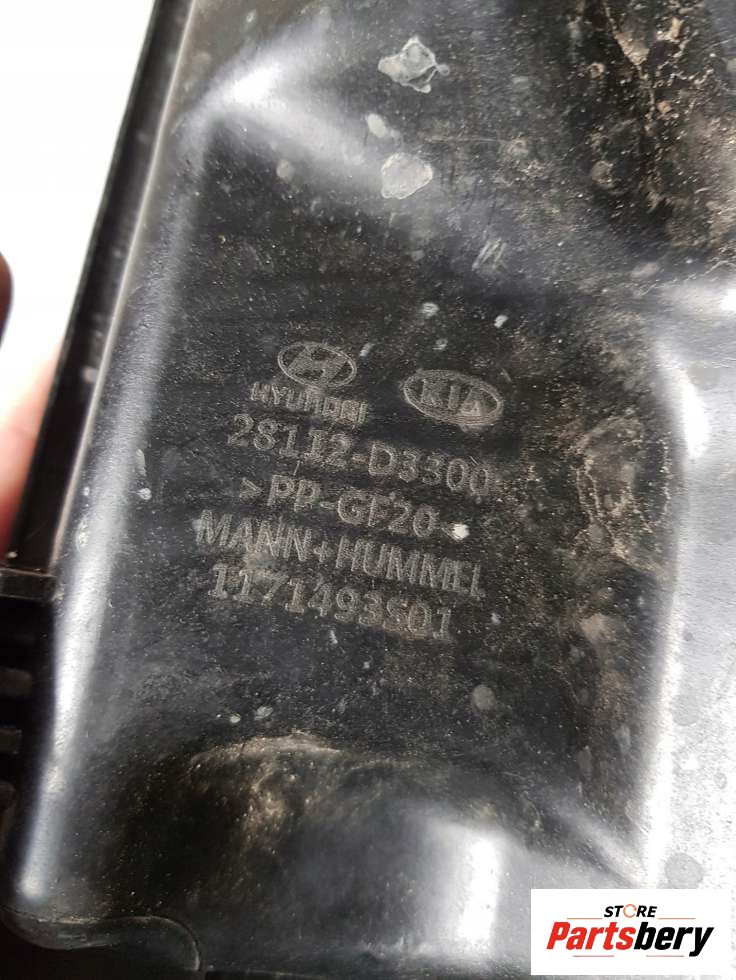 HYUNDAI KIA
28112-D3300
>PP-GF20<
MANN+HUMMEL
1171493S01
STORE
Partsbery